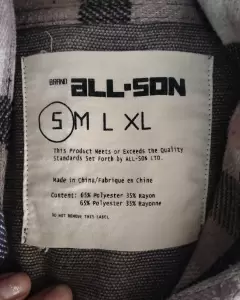 BRAND ALL-SON
S M L XL
This Product Meets or Exceeds the Quality
Standards Set Forth by ALL-SON LTD.
Made in China/Fabriqué en Chine
Content: 65% Polyester 35% Rayon
65% Polyester 35% Rayonne
DO NOT REMOVE THIS LABEL